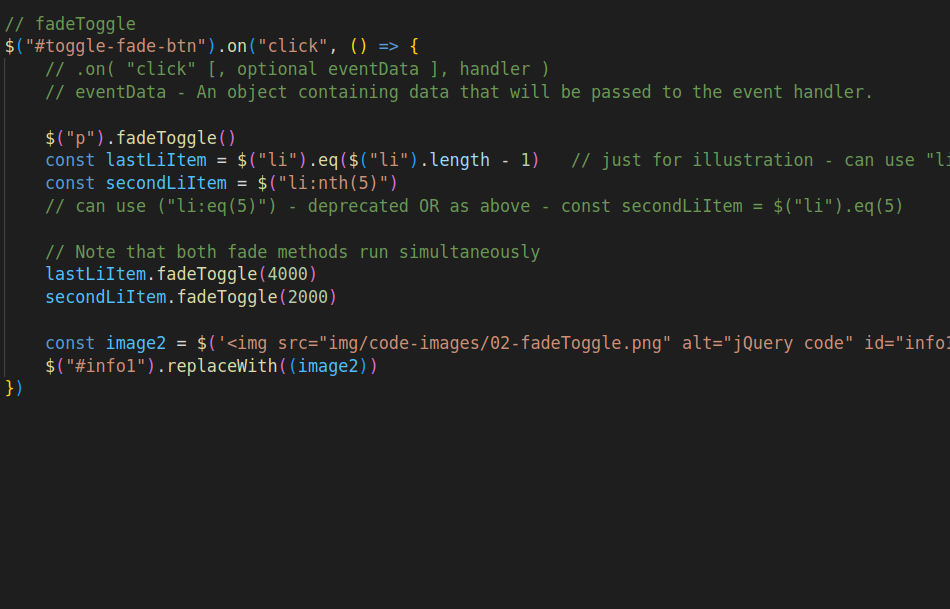 // fadeToggle
$("#toggle-fade-btn").on("click", () => {
// .on( "click" [, optional eventData ], handler )
// eventData - An object containing data that will be passed to the event handler.
$("p").fadeToggle()
const lastLiItem = $("li").eq($("li").length - 1)   // just for illustration - can use "li
const secondLiItem = $("li:nth(5)")
// can use ("li:eq(5)") - deprecated OR as above - const secondLiItem = $("li").eq(5)
// Note that both fade methods run simultaneously
lastLiItem.fadeToggle(4000)
secondLiItem.fadeToggle(2000)
const image2 = $('<img src="img/code-images/02-fadeToggle.png" alt="jQuery code" id="info1
$("#info1").replaceWith((image2))
})